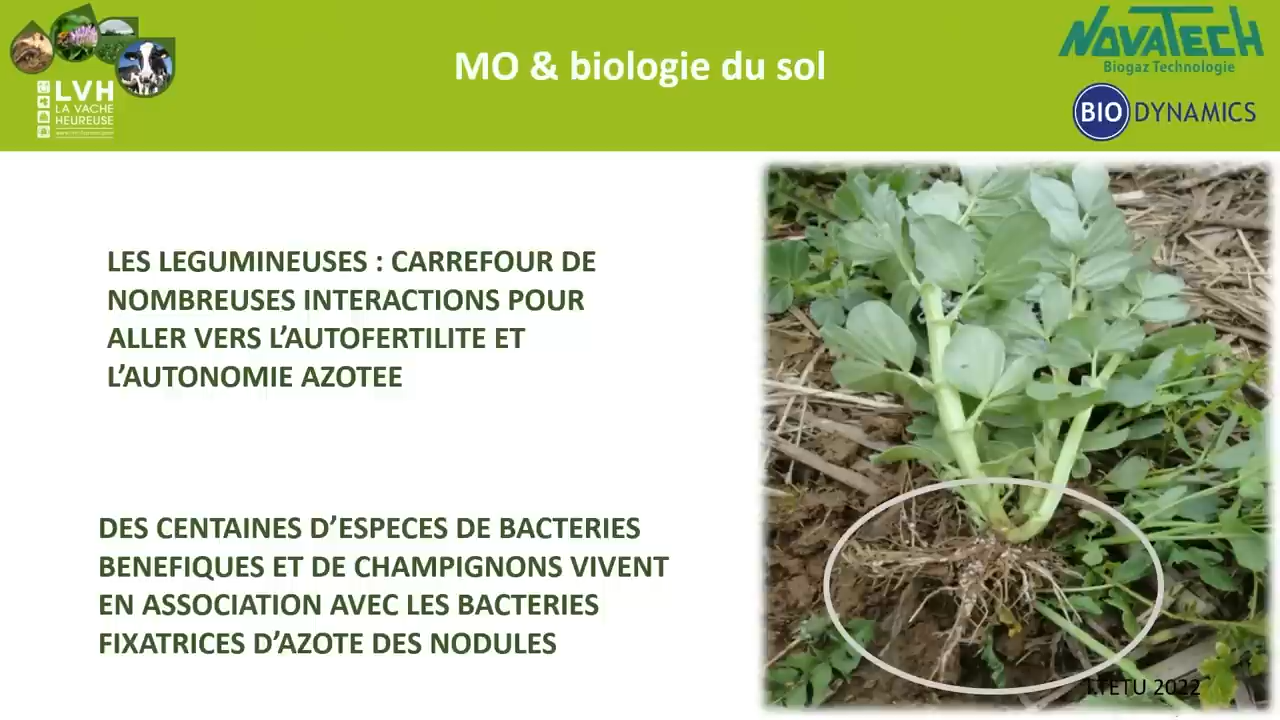 MO & biologie du sol
LVH
LA VACHE
HEUREUSE
NOVATECH
Biogaz Technologie
BIO DYNAMICS
LES LEGUMINEUSES : CARREFOUR DE
NOMBREUSES INTERACTIONS POUR
ALLER VERS L’AUTOFERTILITE ET
L’AUTONOMIE AZOTEE
DES CENTAINES D’ESPECES DE BACTERIES
BENEFIQUES ET DE CHAMPIGNONS VIVENT
EN ASSOCIATION AVEC LES BACTERIES
FIXATRICES D’AZOTE DES NODULES
TETU 2022